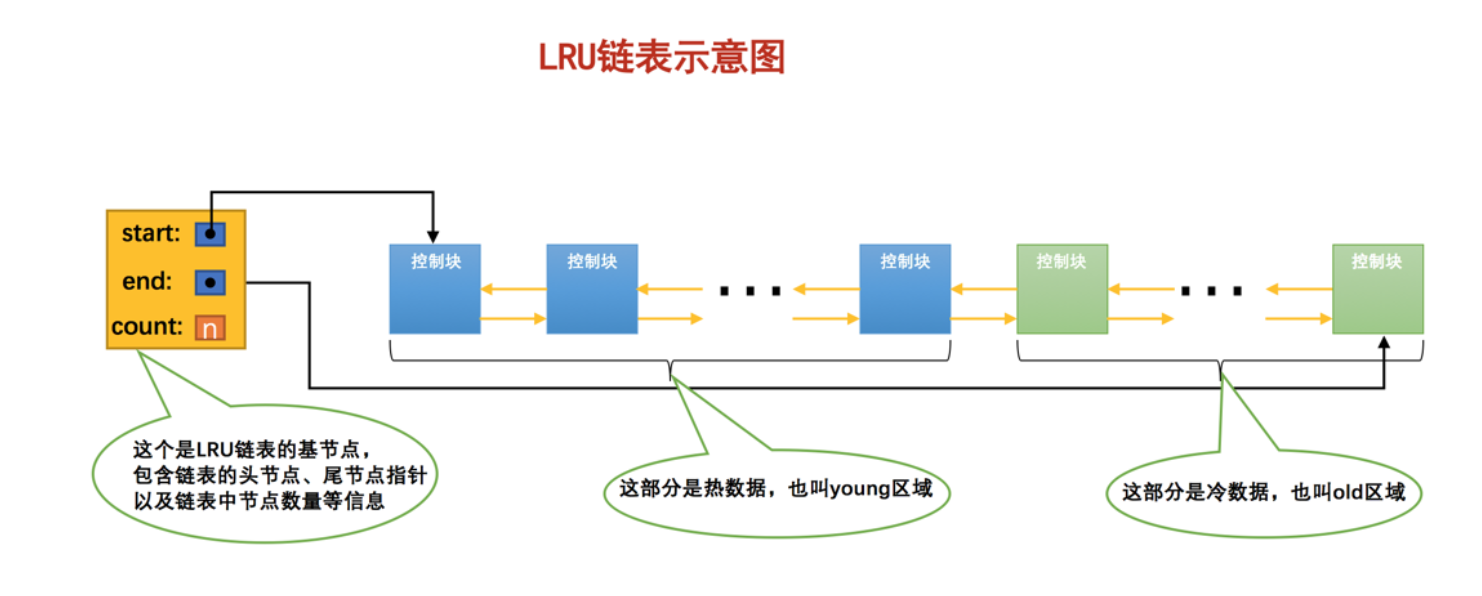 LRU链表示意图
start:
end:
count: n
控制块
控制块
控制块
控制块
控制块
这个是LRU链表的基节点，
包含链表的头节点、尾节点指针
以及链表中节点数量等信息
这部分是热数据，也叫young区域
这部分是冷数据，也叫old区域